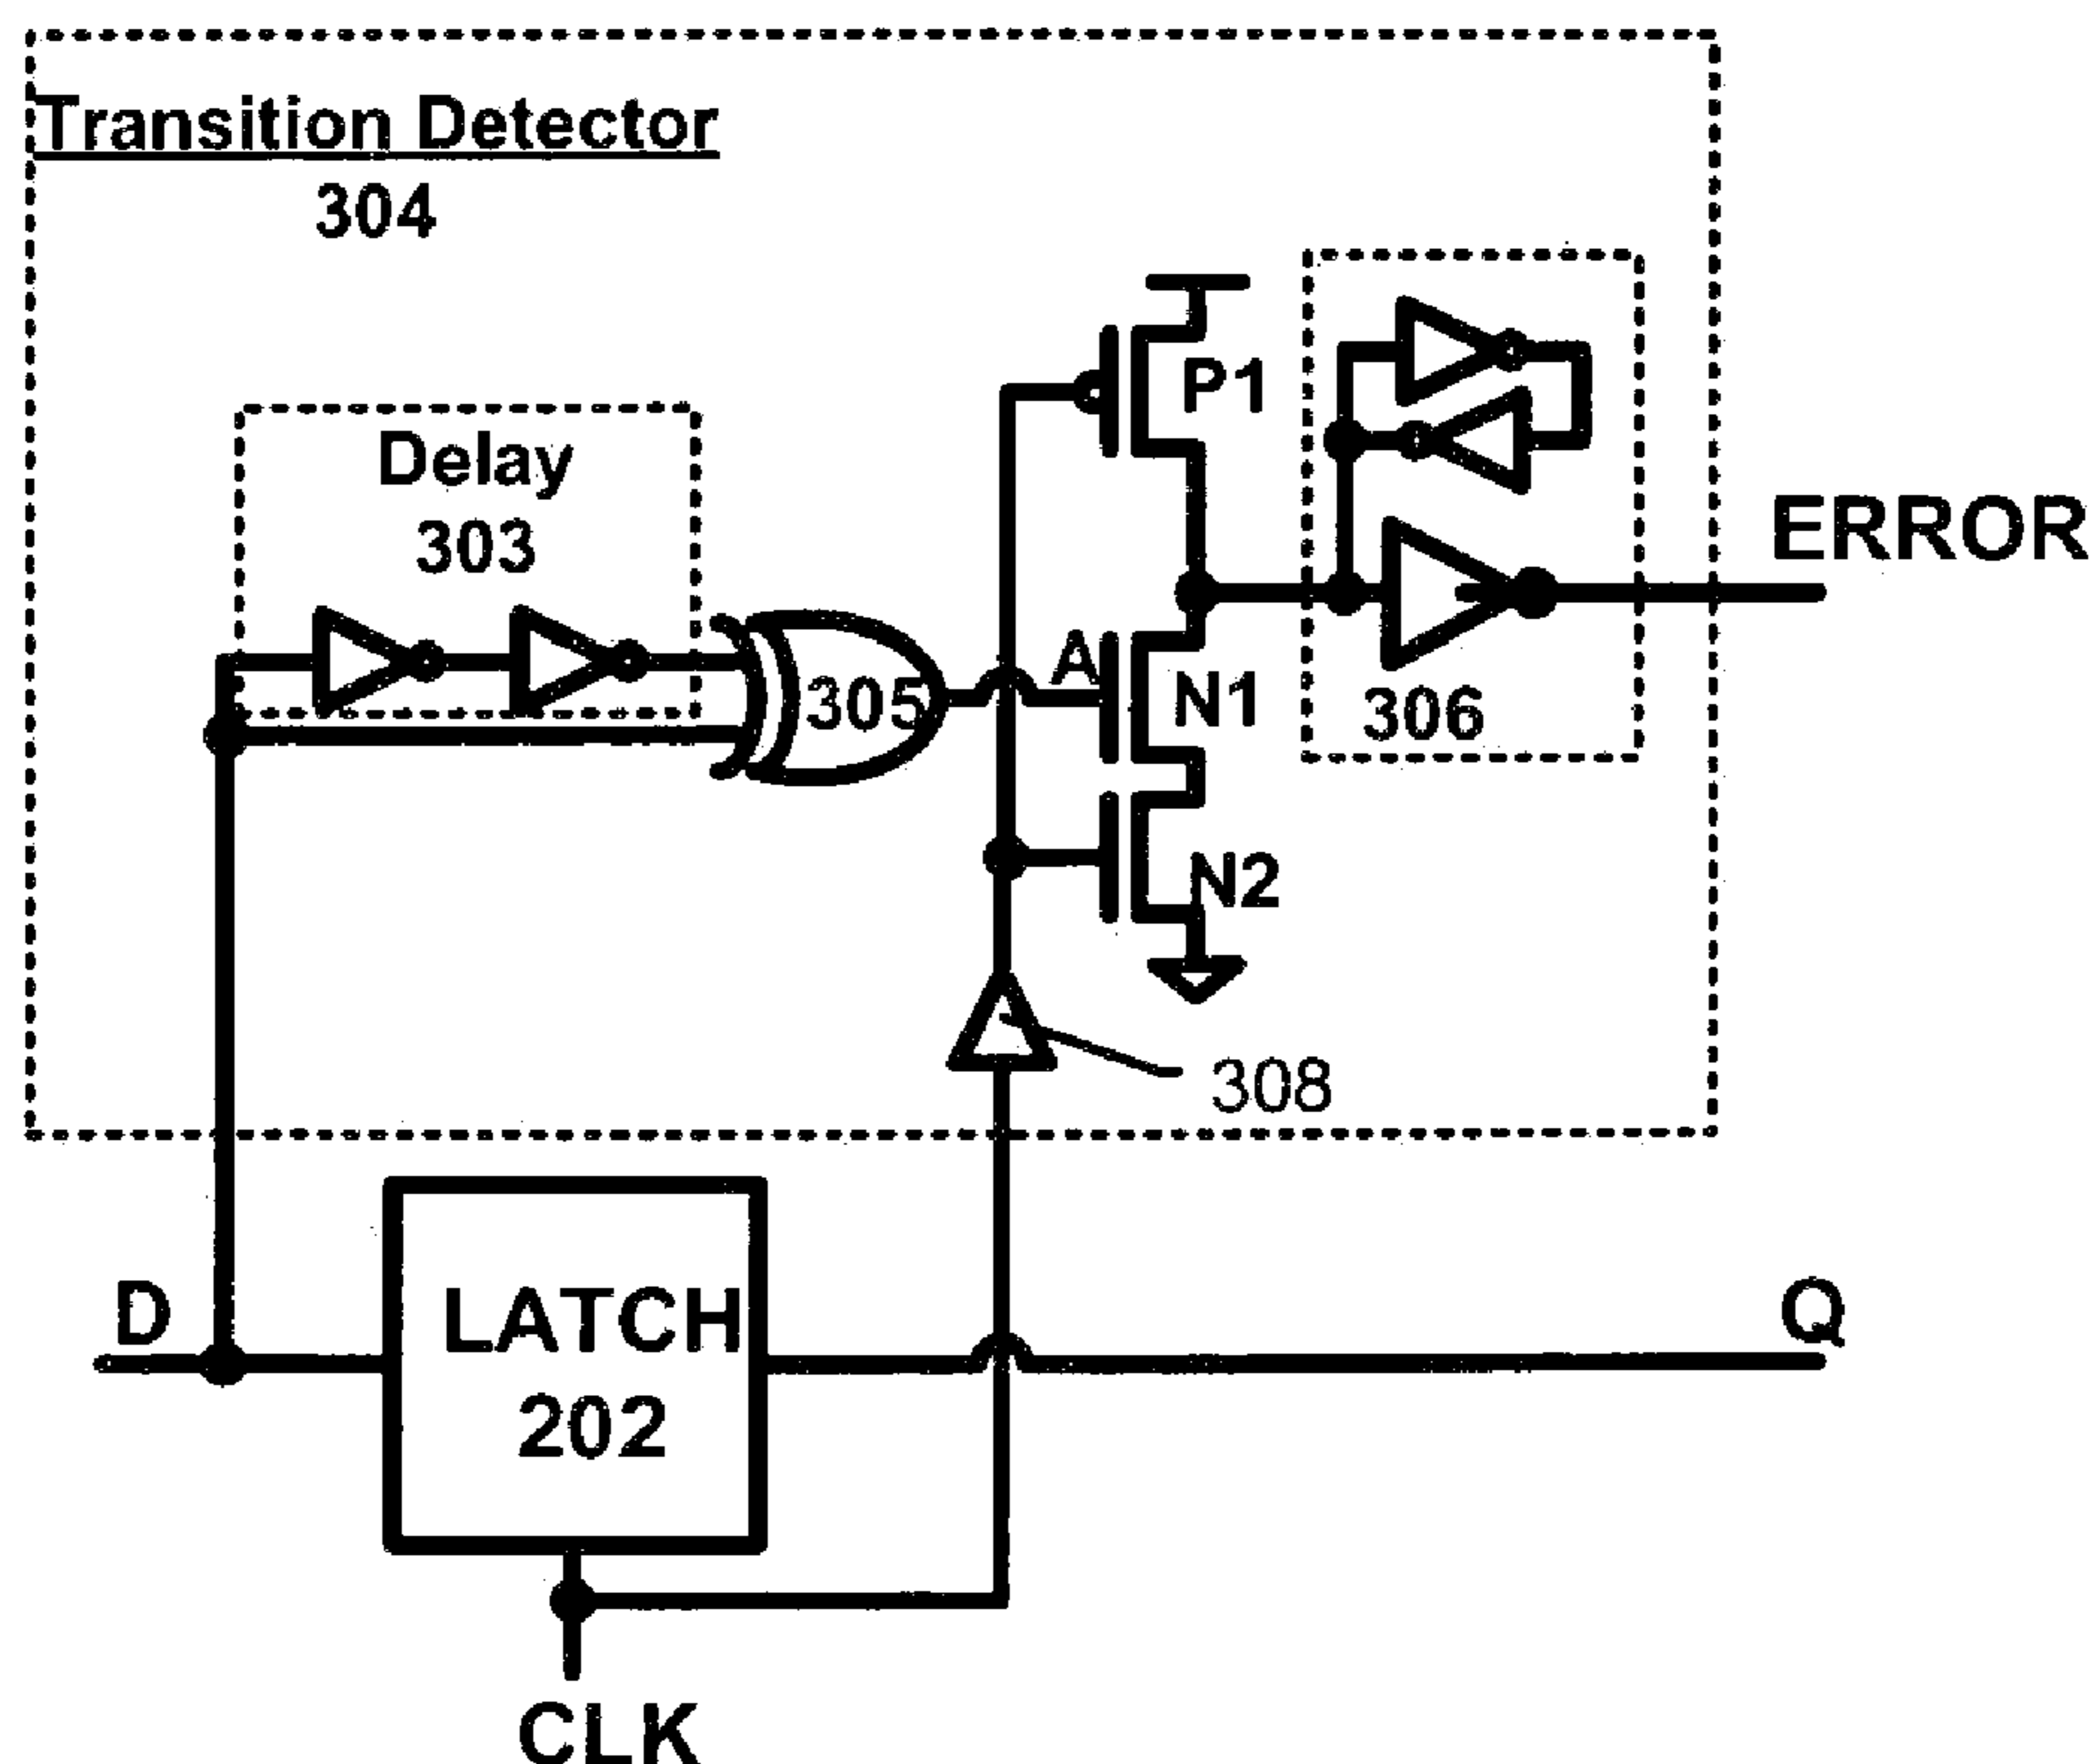 Transition Detector
304
P1
Delay
303
ERROR
A
305
N1
306
N2
308
D
LATCH
202
Q
CLK